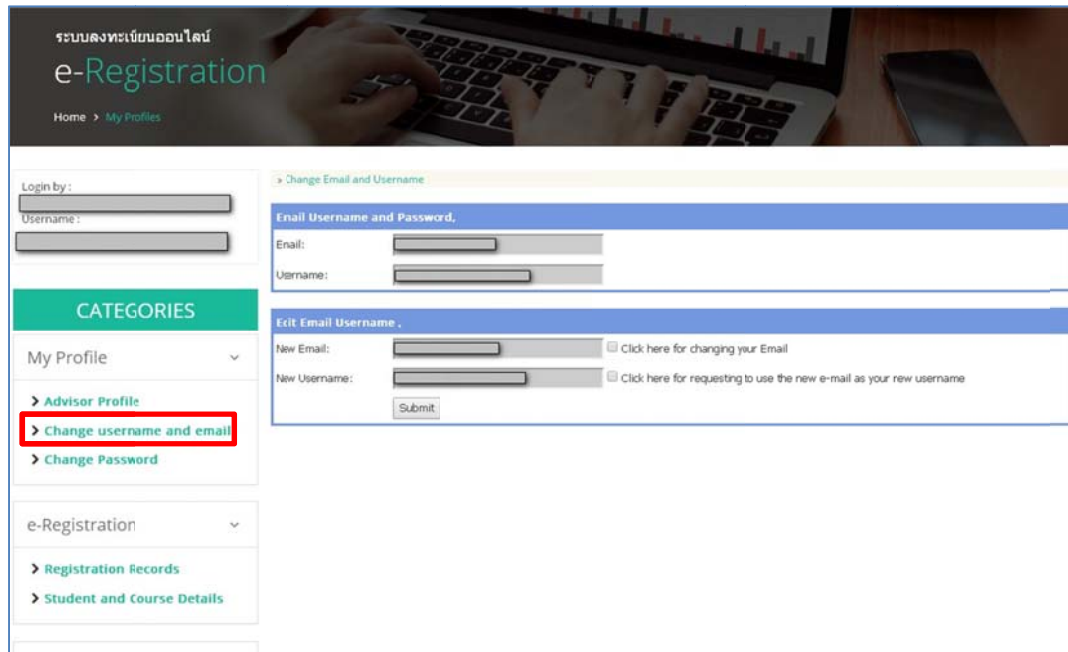 ระบบลงทะเบียนออนไลน์
e-Registration
Home > My Profiles
Login by :
Username :
CATEGORIES
My Profile
> Advisor Profile
> Change username and email
> Change Password
e-Registration
> Registration Records
> Student and Course Details
» Change Email and Username
Email Username and Password,
Email:
Username:
Edit Email Username ,
New Email: Click here for changing your Email
New Username: Click here for requesting to use the new e-mail as your new username
Submit